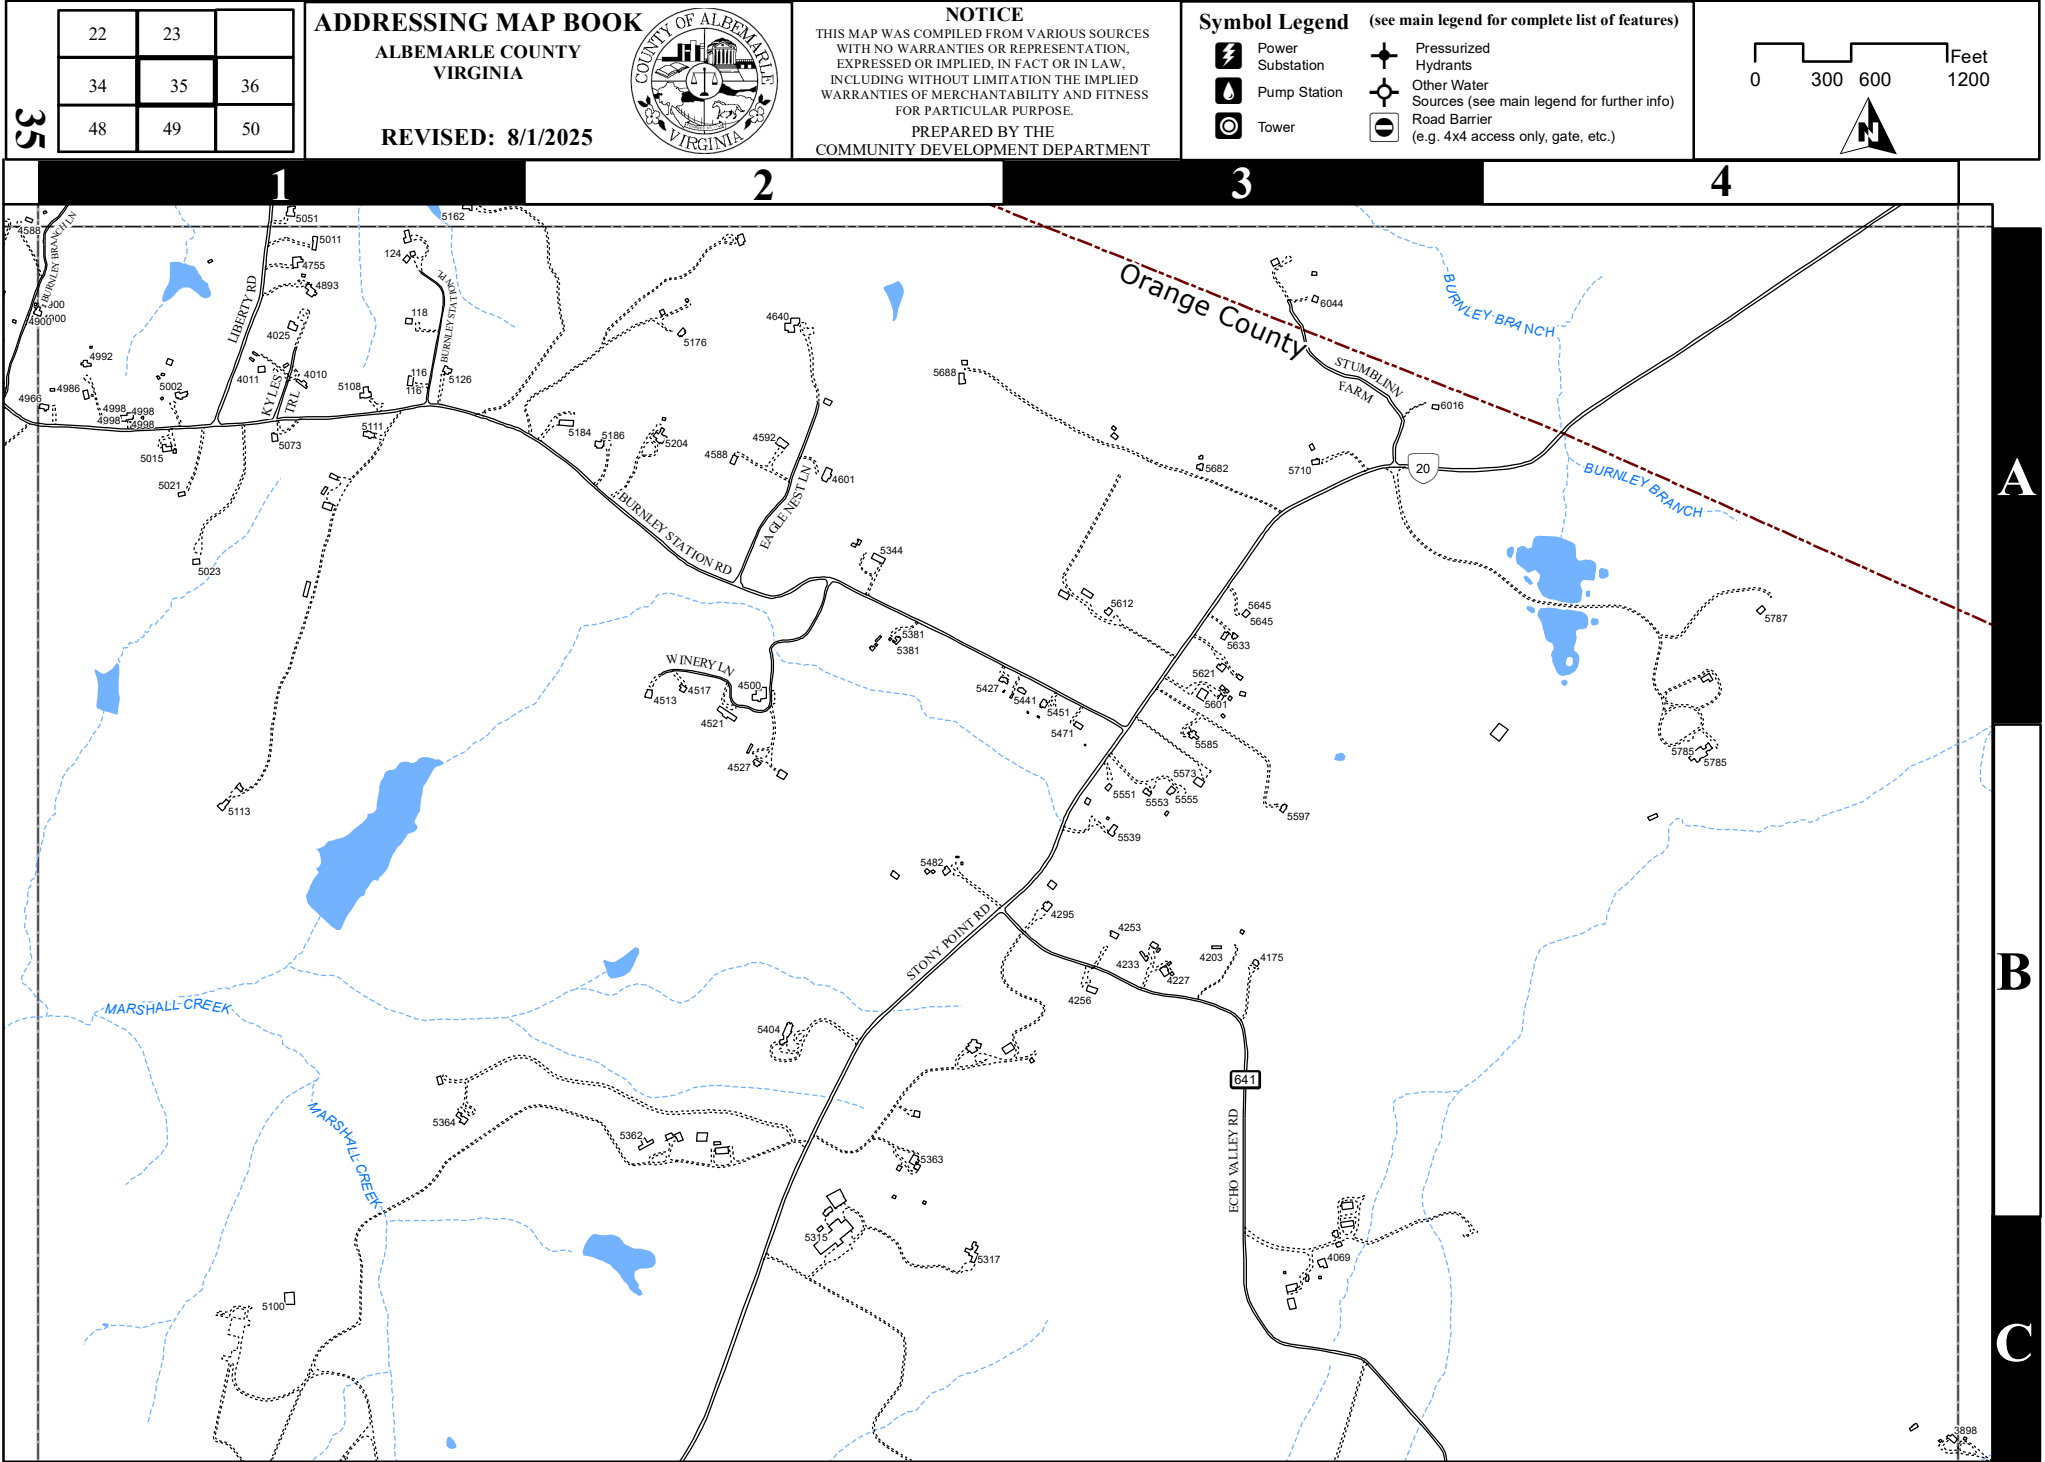 22 23
34 35 36
48 49 50
35
ADDRESSING MAP BOOK
ALBEMARLE COUNTY
VIRGINIA
REVISED: 8/1/2025
COUNTY OF ALBEMARLE
VIRGINIA
NOTICE
THIS MAP WAS COMPILED FROM VARIOUS SOURCES
WITH NO WARRANTIES OR REPRESENTATION,
EXPRESSED OR IMPLIED, IN FACT OR IN LAW,
INCLUDING WITHOUT LIMITATION THE IMPLIED
WARRANTIES OF MERCHANTABILITY AND FITNESS
FOR PARTICULAR PURPOSE.
PREPARED BY THE
COMMUNITY DEVELOPMENT DEPARTMENT
Symbol Legend (see main legend for complete list of features)
Power
Substation
Pump Station
Tower
Pressurized
Hydrants
Other Water
Sources (see main legend for further info)
Road Barrier
(e.g. 4x4 access only, gate, etc.)
Feet
0 300 600 1200
N
1 2 3 4
A
B
C
4588
BURNLEY BRANCH LN
5051
5162
5011
124
4755
4893
LIBERTY RD
BURNLEY STATION PL
Orange County
6044
BURNLEY BRANCH
4900
118
4025
4640
5176
4992
4011
4010
116
116
5126
5108
5002
4986
4966
4998
4998
4998
4998
KYLES
TRL
5688
STUMBLINN
FARM
6016
5015
5073
5111
5184
5186
5204
4592
4588
4601
5682
5710
20
BURNLEY BRANCH
5021
5023
BURNLEY STATION RD
EAGLE NEST LN
5344
5612
5645
5645
5787
5381
5381
5633
WINERY LN
4513
4517
4500
4521
4527
5427
5441
5451
5471
5621
5601
5585
5573
5551
5553
5555
5597
5785
5785
5113
5539
5482
4295
STONY POINT RD
4253
4233
4227
4203
4175
4256
MARSHALL CREEK
5404
641
5364
MARSHALL CREEK
5362
5363
ECHO VALLEY RD
5315
5317
4069
5100
3898